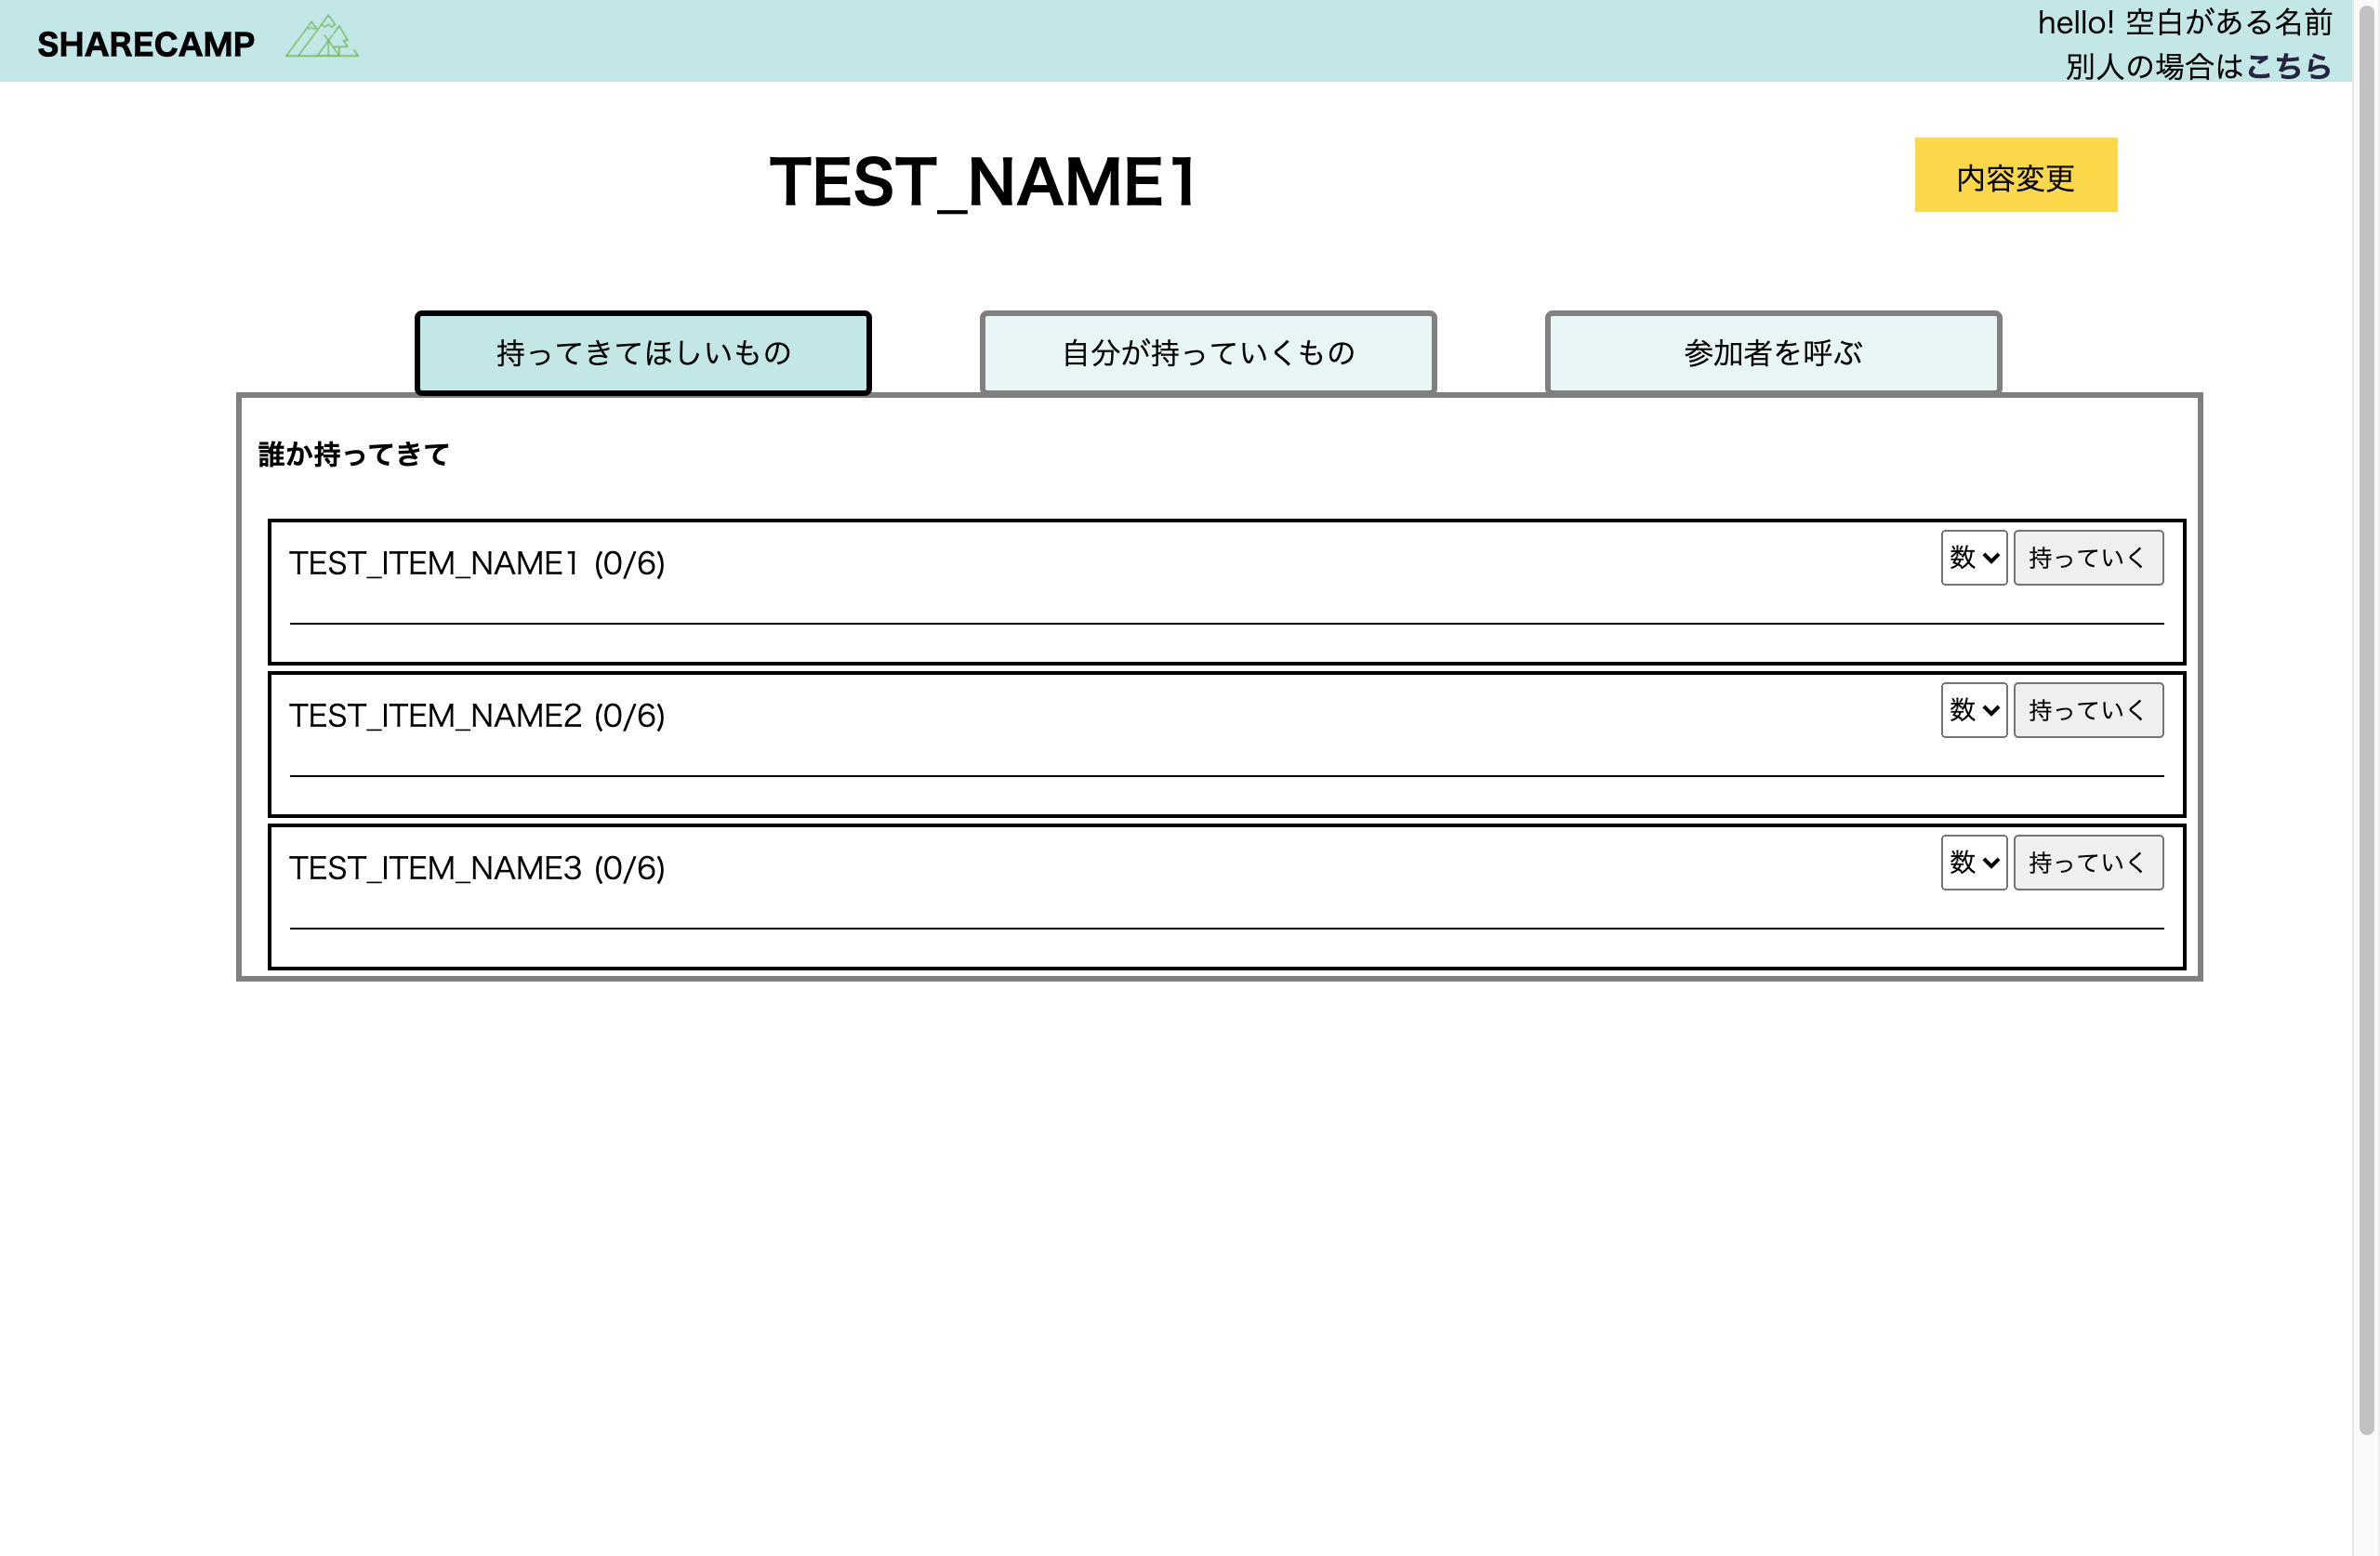 SHARECAMP
hello! 空白がある名前
別人の場合はこちら
TEST_NAME1
内容変更
持ってきてほしいもの
自分が持っていくもの
参加者を呼ぶ
誰か持ってきて
TEST_ITEM_NAME1 (0/6)
数 持っていく
TEST_ITEM_NAME2 (0/6)
数 持っていく
TEST_ITEM_NAME3 (0/6)
数 持っていく